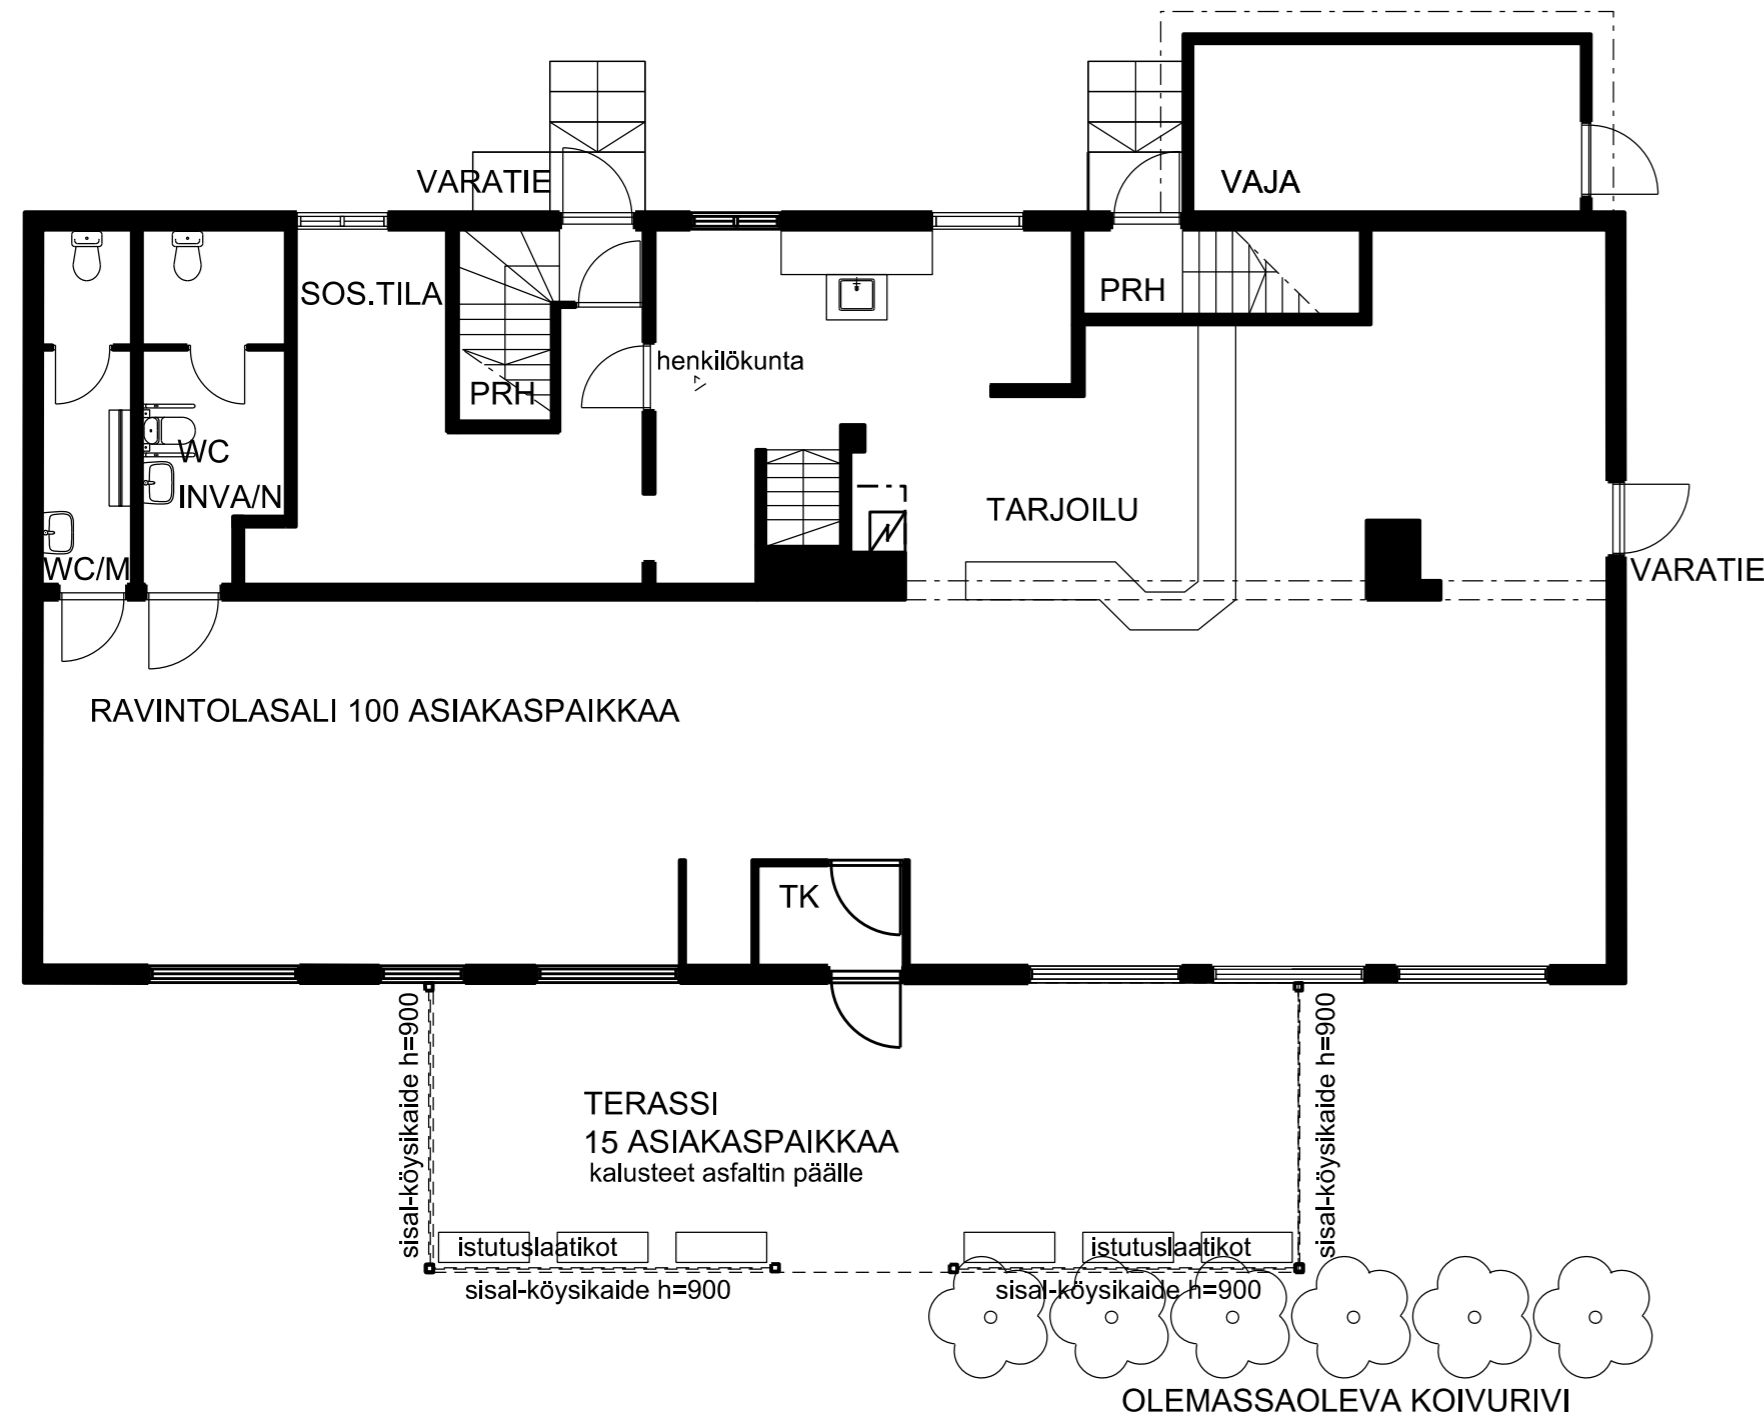 VARATIE
VAJA
SOS.TILA
PRH
PRH
henkilökunta
WC
INVA/N
WC/M
TARJOILU
VARATIE
RAVINTOLASALI 100 ASIAKASPAIKKAA
TK
sisal-köysikaide h=900
sisal-köysikaide h=900
TERASSI
15 ASIAKASPAIKKAA
kalusteet asfaltin päälle
istutuslaatikot
istutuslaatikot
sisal-köysikaide h=900
sisal-köysikaide h=900
OLEMASSAOLEVA KOIVURIVI